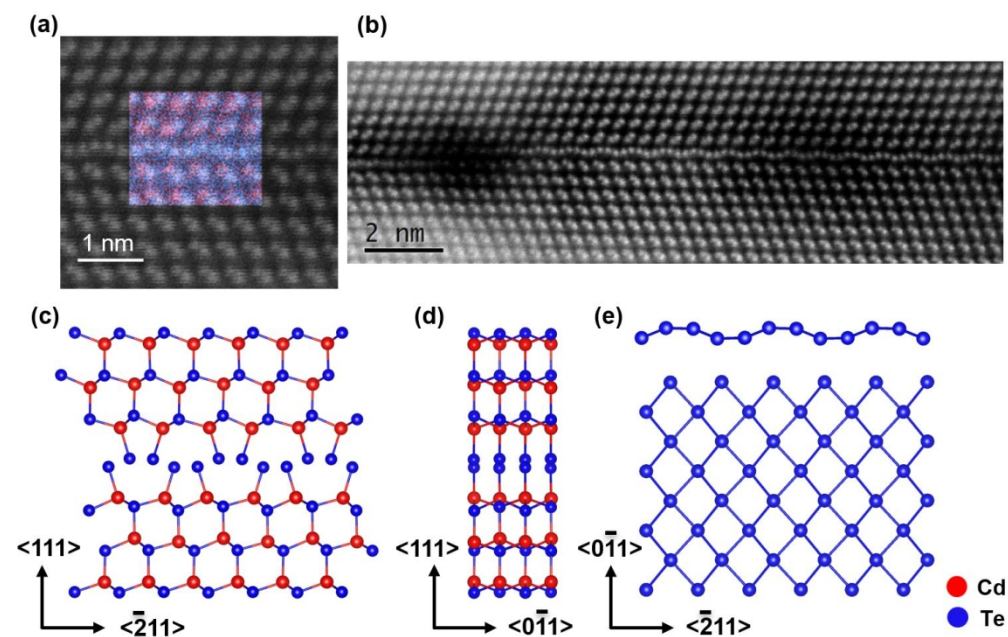 (a)
1 nm
(b)
2 nm
(c)
<111>
<2̄11>
(d)
<111>
<01̄1>
(e)
<01̄1>
<2̄11>
Cd
Te